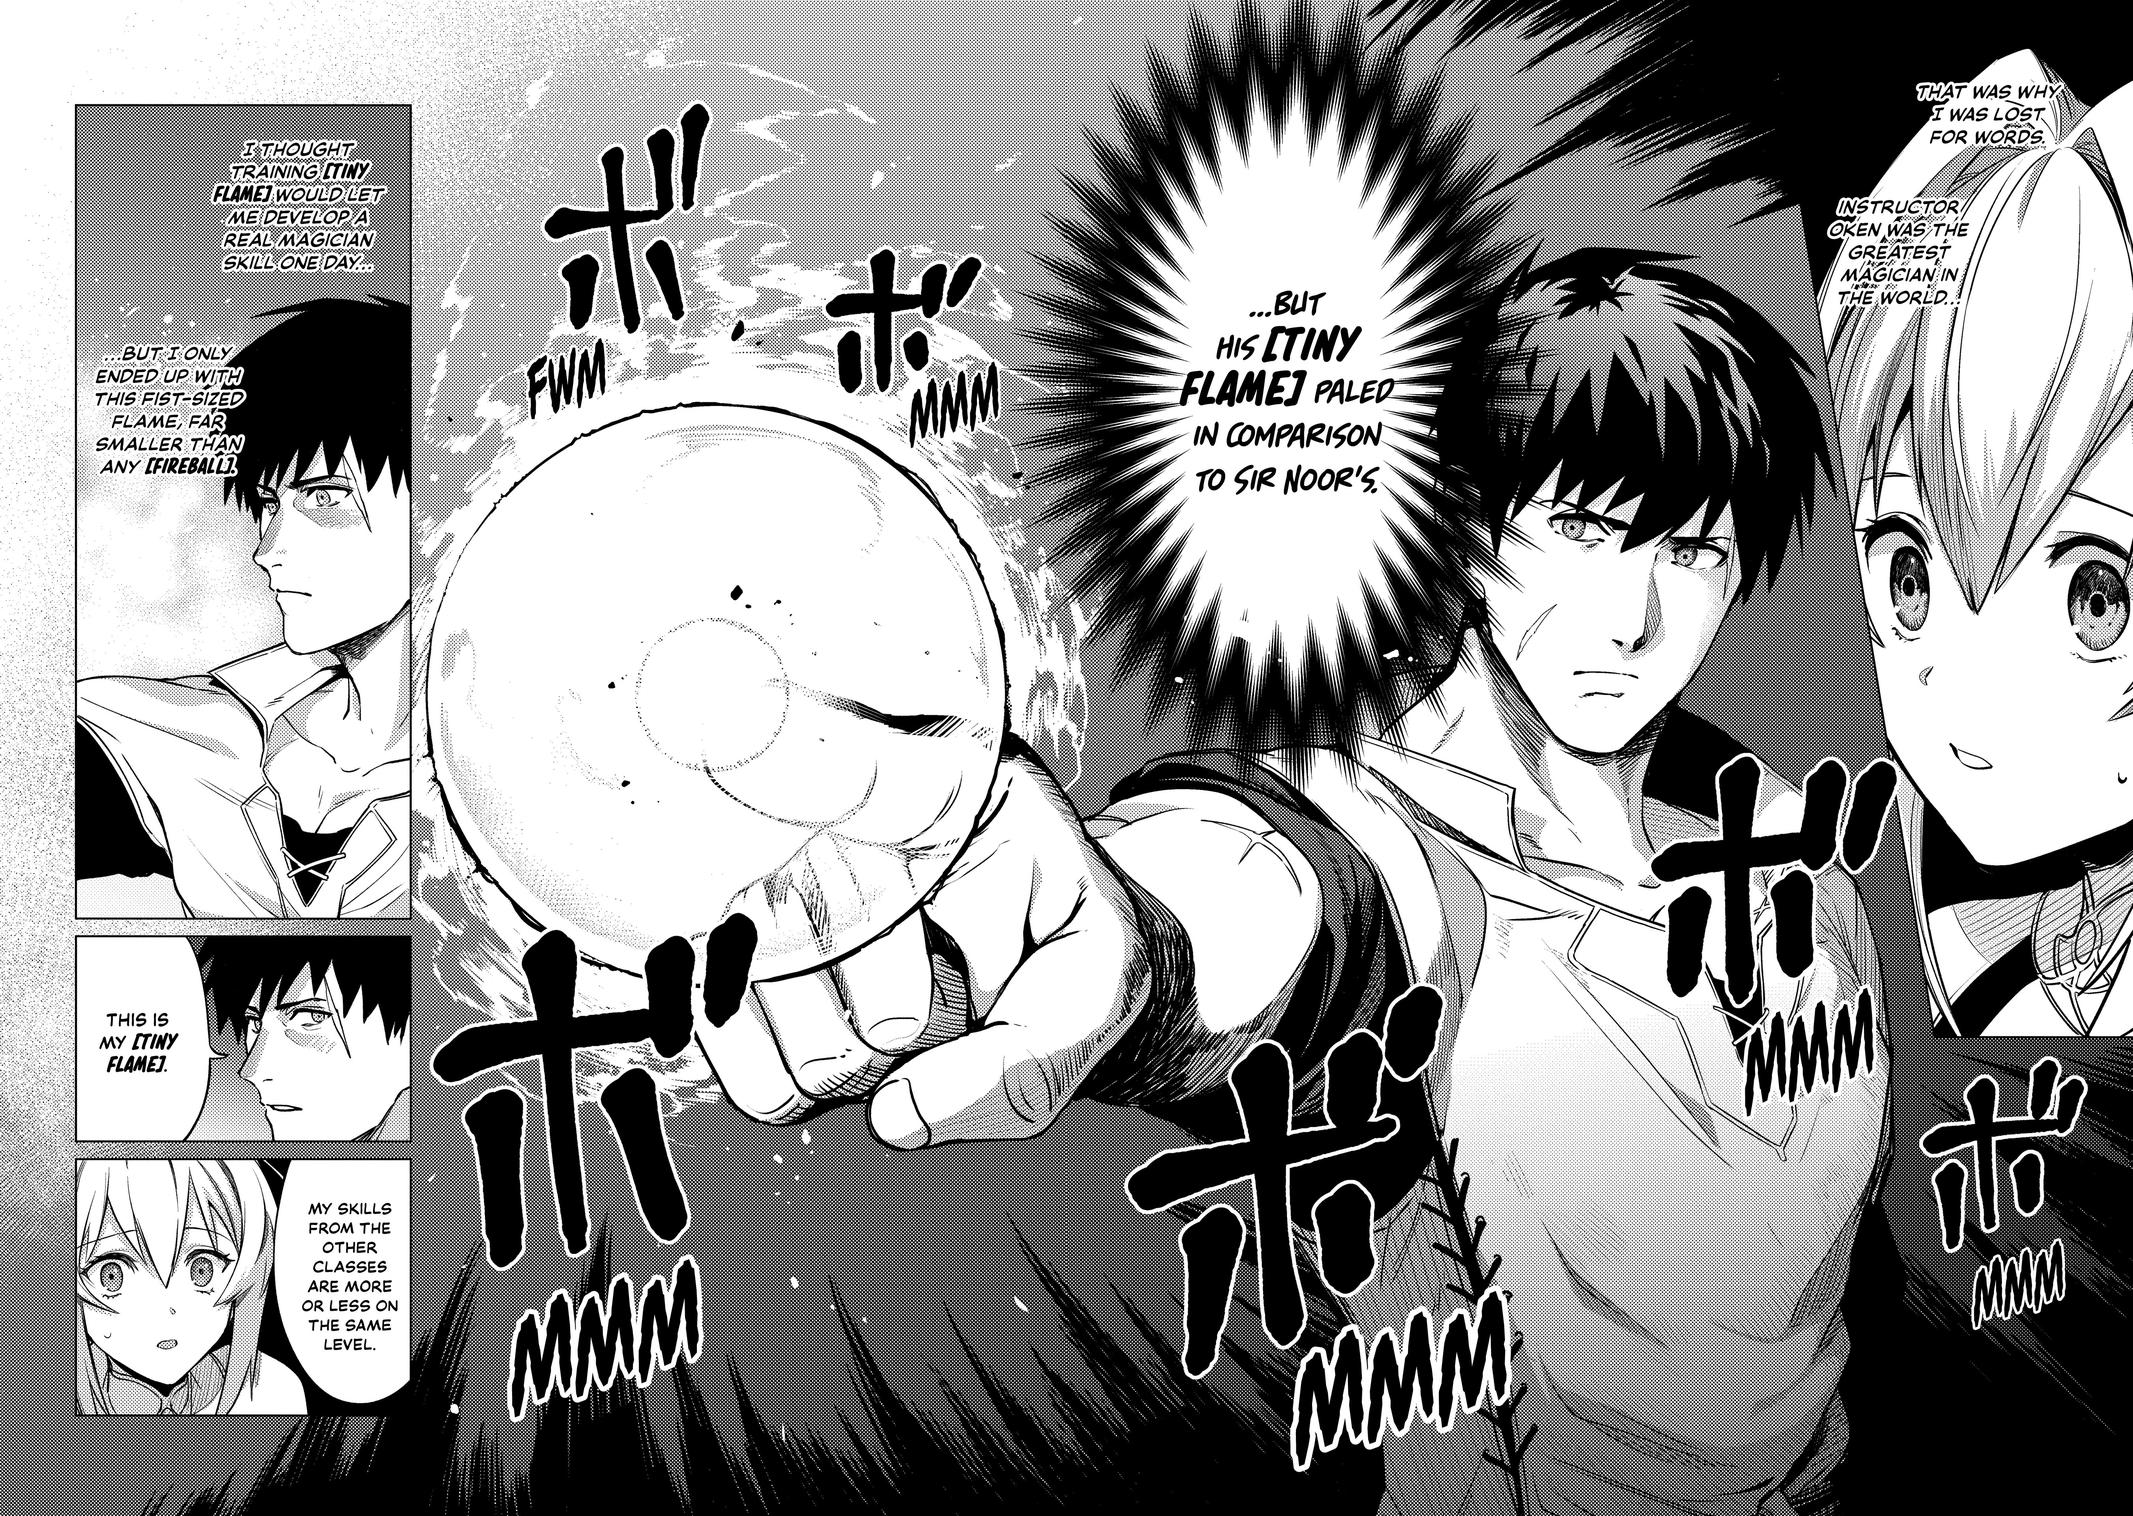 THAT WAS WHY
I WAS LOST
FOR WORDS.
INSTRUCTOR
OKEN WAS THE
GREATEST
MAGICIAN IN
THE WORLD...
...BUT
HIS [TINY
FLAME] PALED
IN COMPARISON
TO SIR NOOR'S.
ボ
MMM
ボ
MMM
ボ
MMM
ボ
FWM
ボ
MMM
ボ
MMM
I THOUGHT
TRAINING [TINY
FLAME] WOULD LET
ME DEVELOP A
REAL MAGICIAN
SKILL ONE DAY...
...BUT I ONLY
ENDED UP WITH
THIS FIST-SIZED
FLAME, FAR
SMALLER THAN
ANY [FIREBALL].
THIS IS
MY [TINY
FLAME].
MY SKILLS
FROM THE
OTHER
CLASSES
ARE MORE
OR LESS ON
THE SAME
LEVEL.